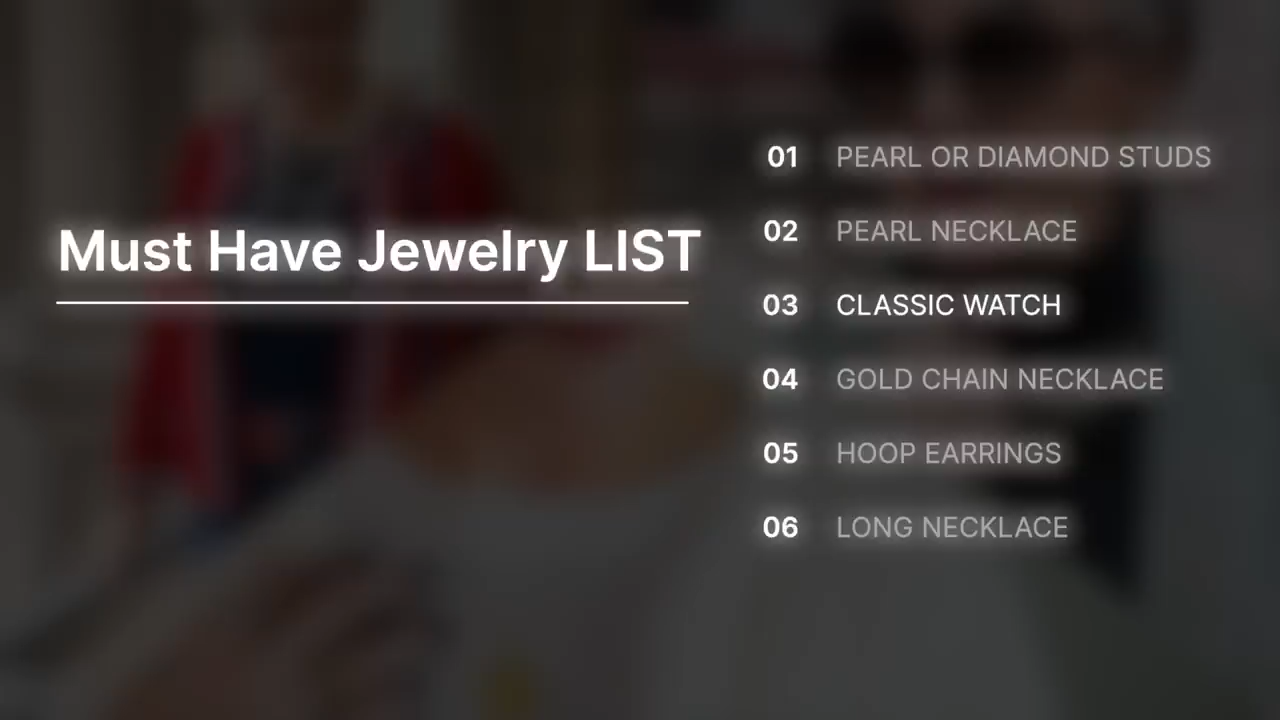 Must Have Jewelry LIST
01 PEARL OR DIAMOND STUDS
02 PEARL NECKLACE
03 CLASSIC WATCH
04 GOLD CHAIN NECKLACE
05 HOOP EARRINGS
06 LONG NECKLACE